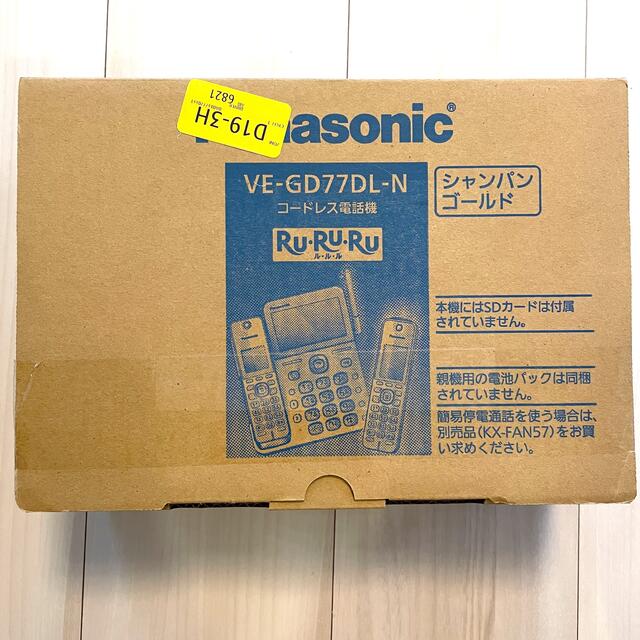 Panasonic®
D19-3H
6821
VE-GD77DL-N
コードレス電話機
RU・RU・RU
ル・ル・ル
シャンパン
ゴールド
本機にはSDカードは付属
されていません。
親機用の電池パックは同梱
されていません。
簡易停電通話を使う場合は、
別売品(KX-FAN57)をお買
い求めください。